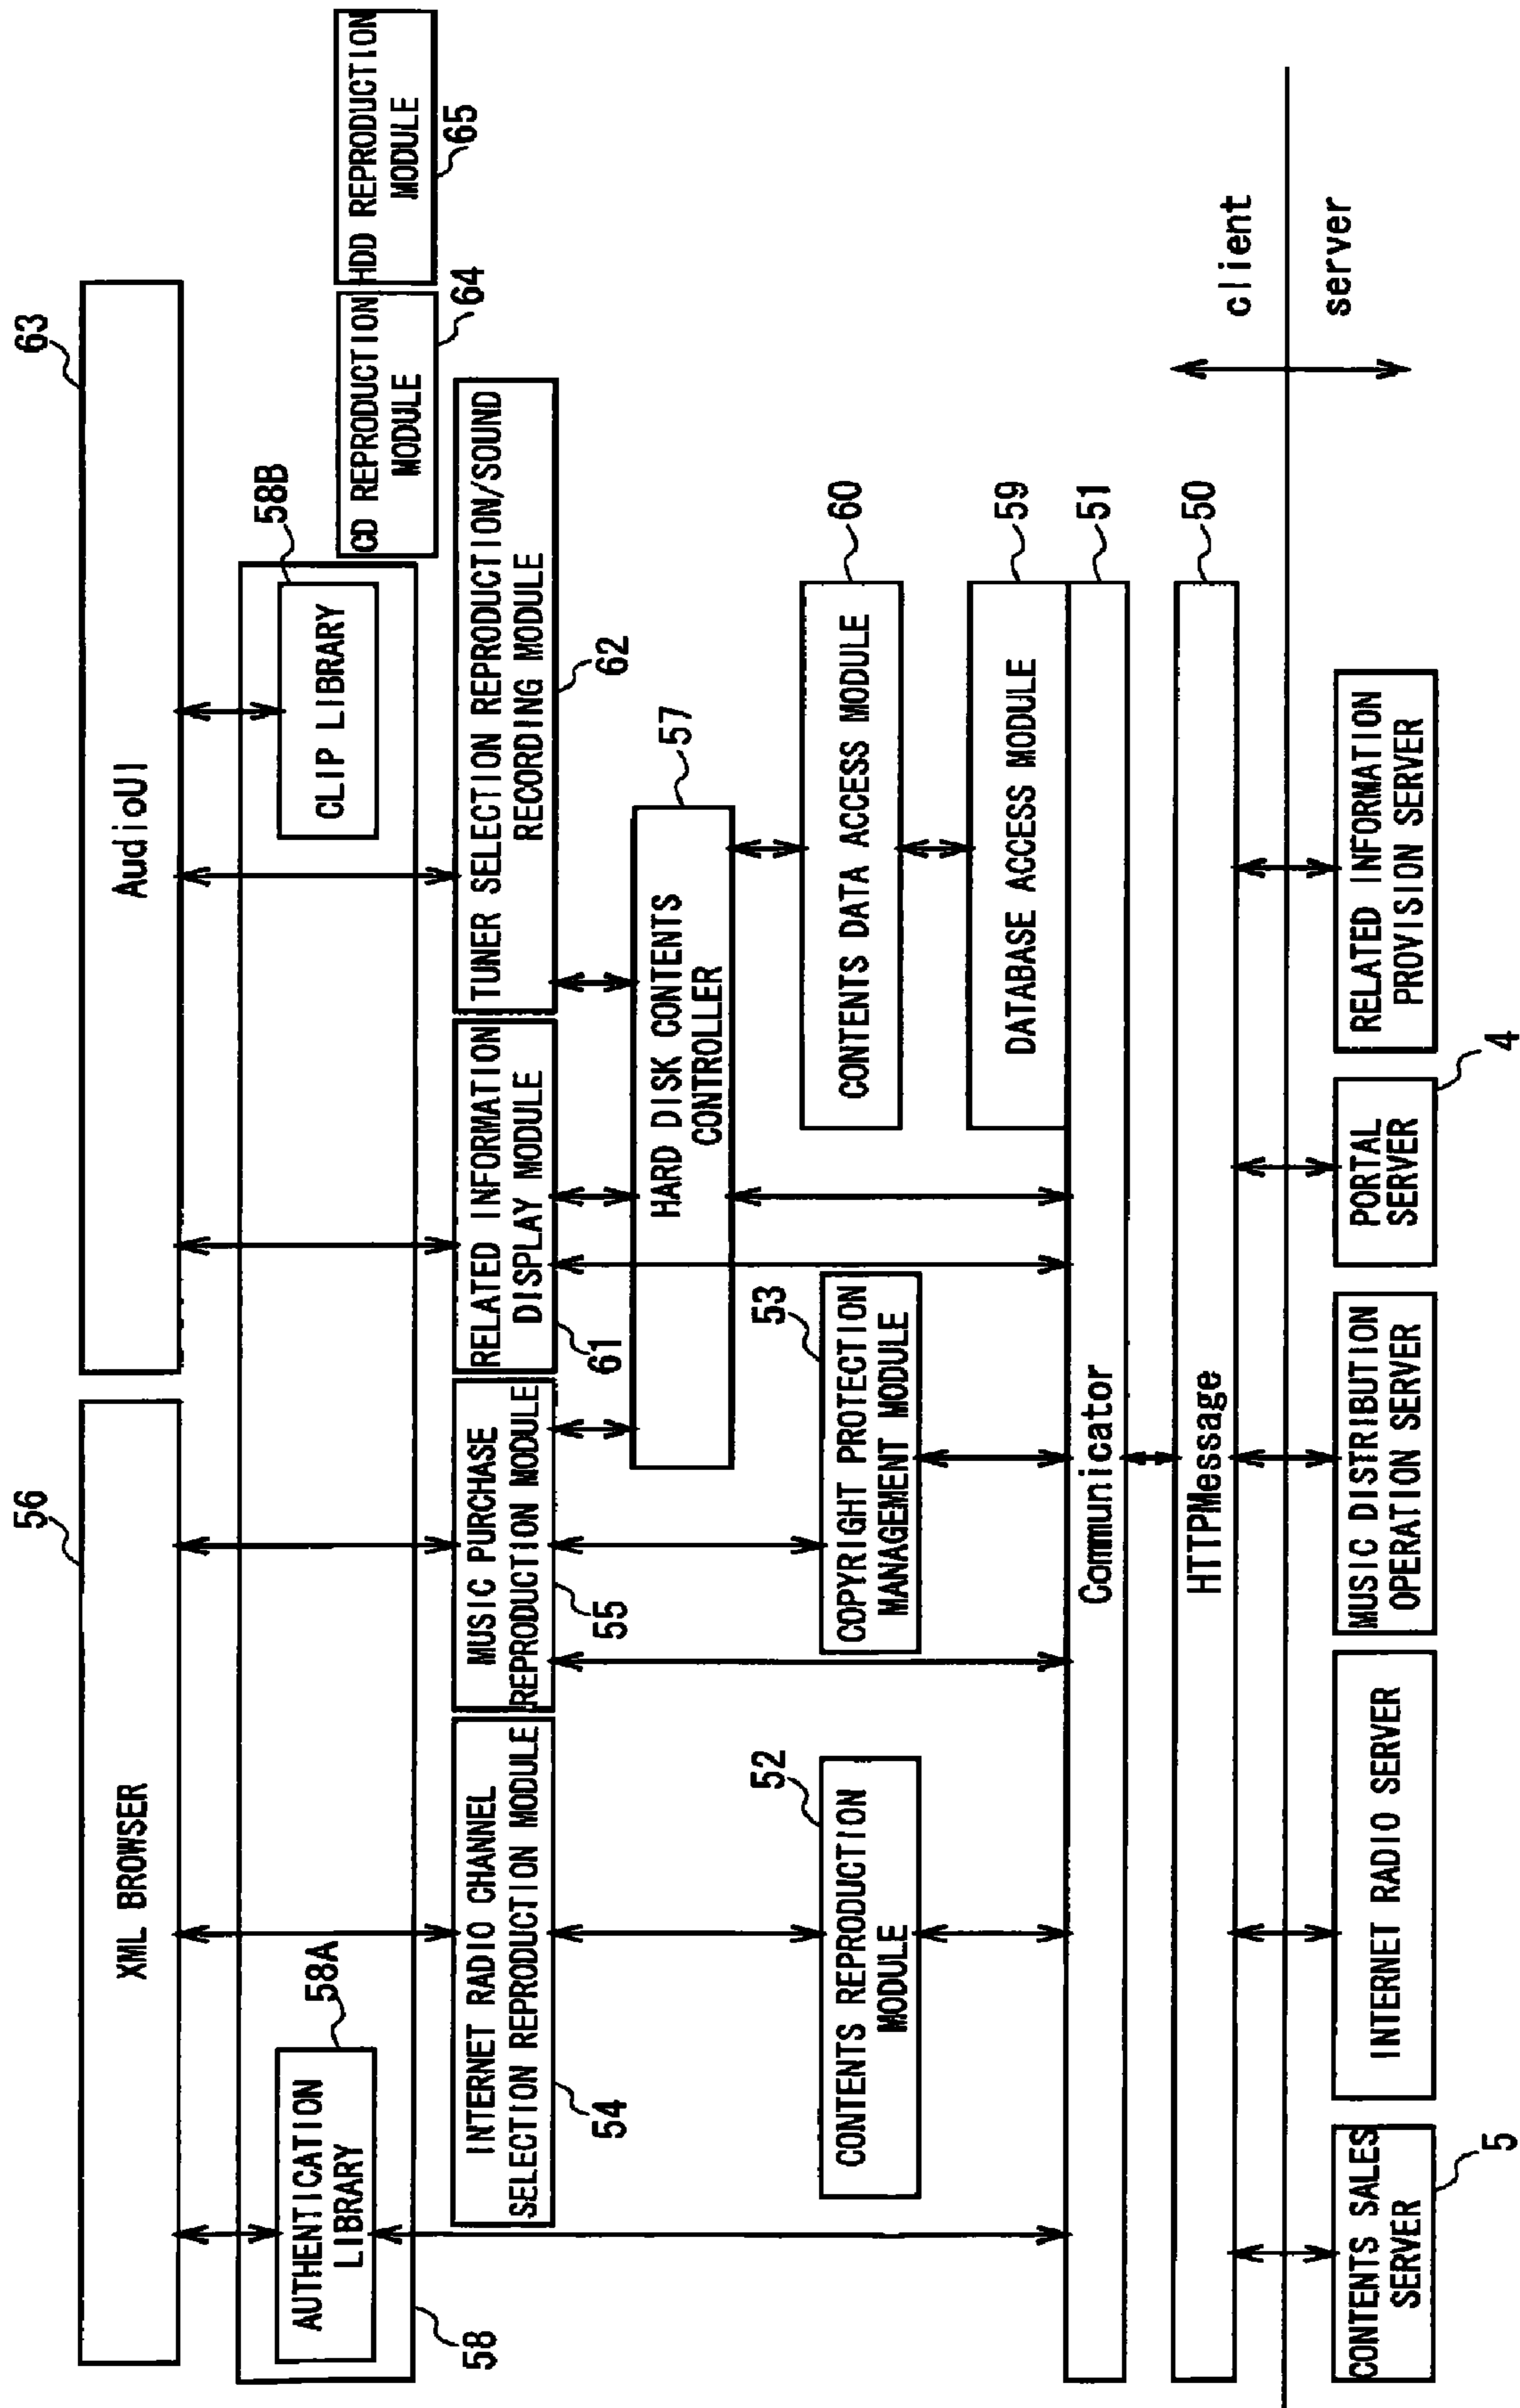 56
63
XML BROWSER
AudioUI
58A
58B
AUTHENTICATION
LIBRARY
CLIP LIBRARY
58
CD REPRODUCTION
MODULE
64
HDD REPRODUCTION
MODULE
65
INTERNET RADIO CHANNEL
SELECTION REPRODUCTION MODULE
54
MUSIC PURCHASE
REPRODUCTION MODULE
55
RELATED INFORMATION
DISPLAY MODULE
61
TUNER SELECTION REPRODUCTION/SOUND
RECORDING MODULE
62
57
HARD DISK CONTENTS
CONTROLLER
52
CONTENTS REPRODUCTION
MODULE
53
COPYRIGHT PROTECTION
MANAGEMENT MODULE
60
CONTENTS DATA ACCESS MODULE
59
DATABASE ACCESS MODULE
51
Communicator
50
HTTPMessage
client
server
CONTENTS SALES
SERVER
5
INTERNET RADIO SERVER
MUSIC DISTRIBUTION
OPERATION SERVER
PORTAL
SERVER
4
RELATED INFORMATION
PROVISION SERVER